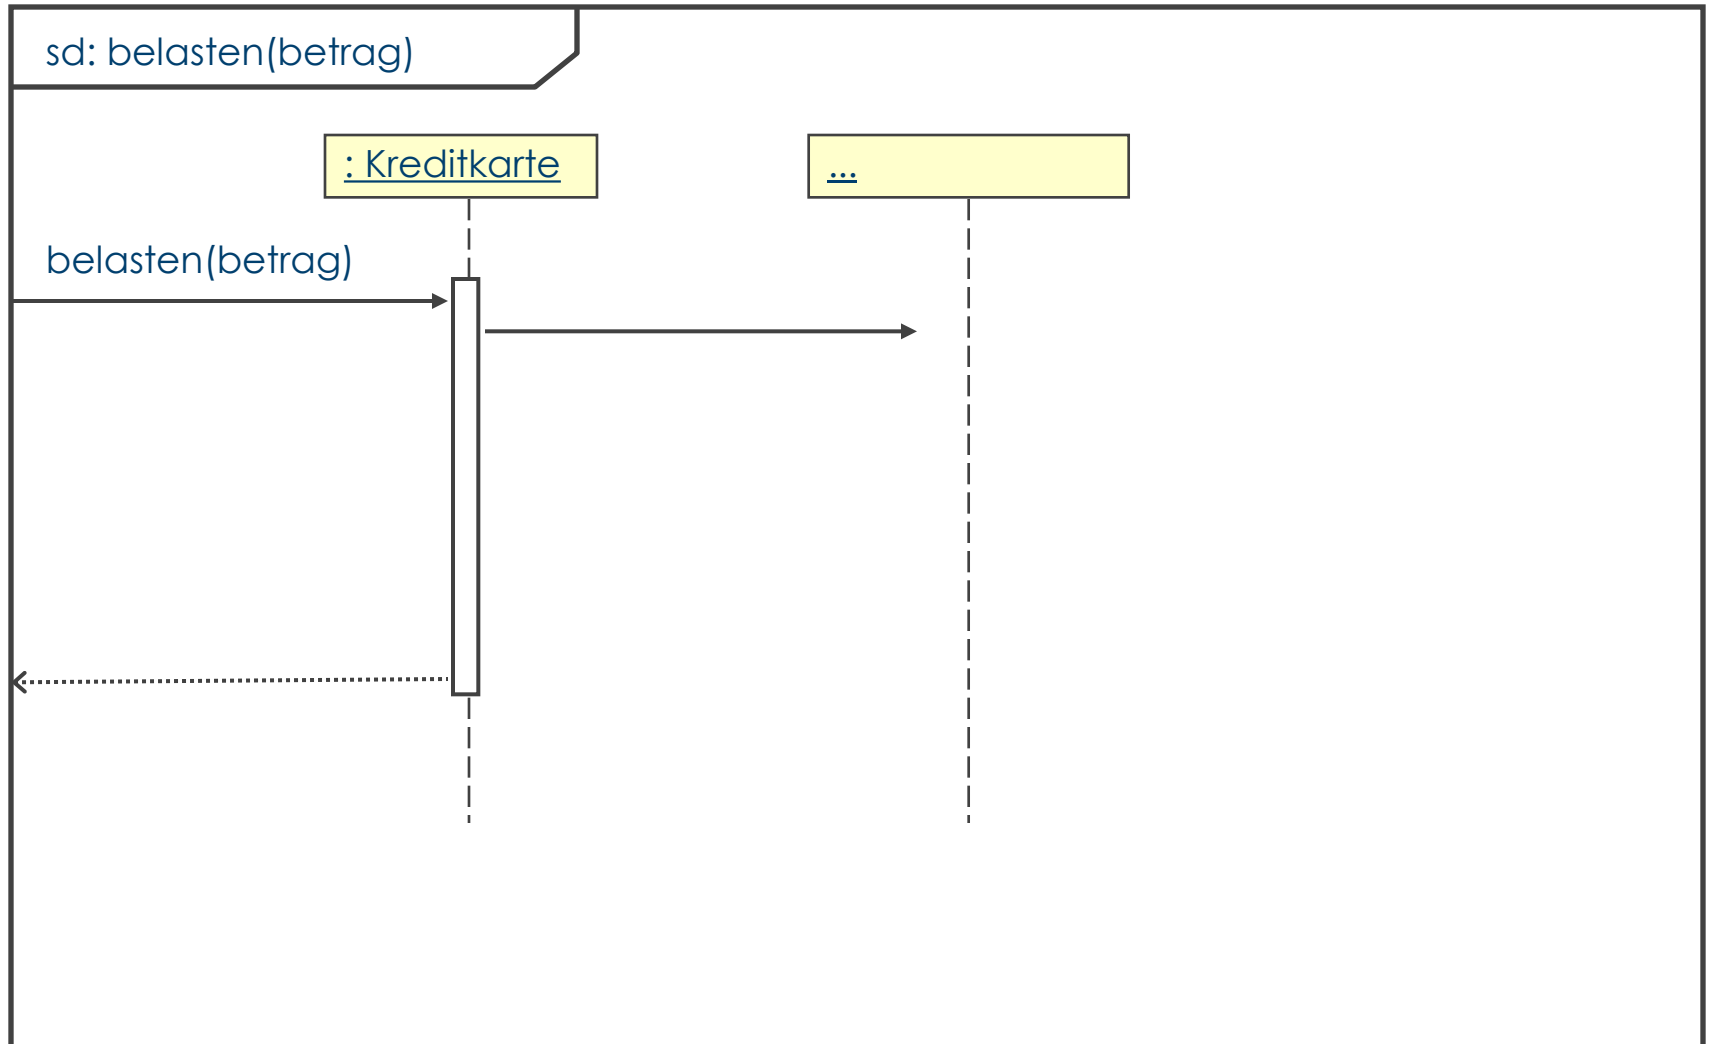 sd: belasten(betrag)
: Kreditkarte
...
belasten(betrag)